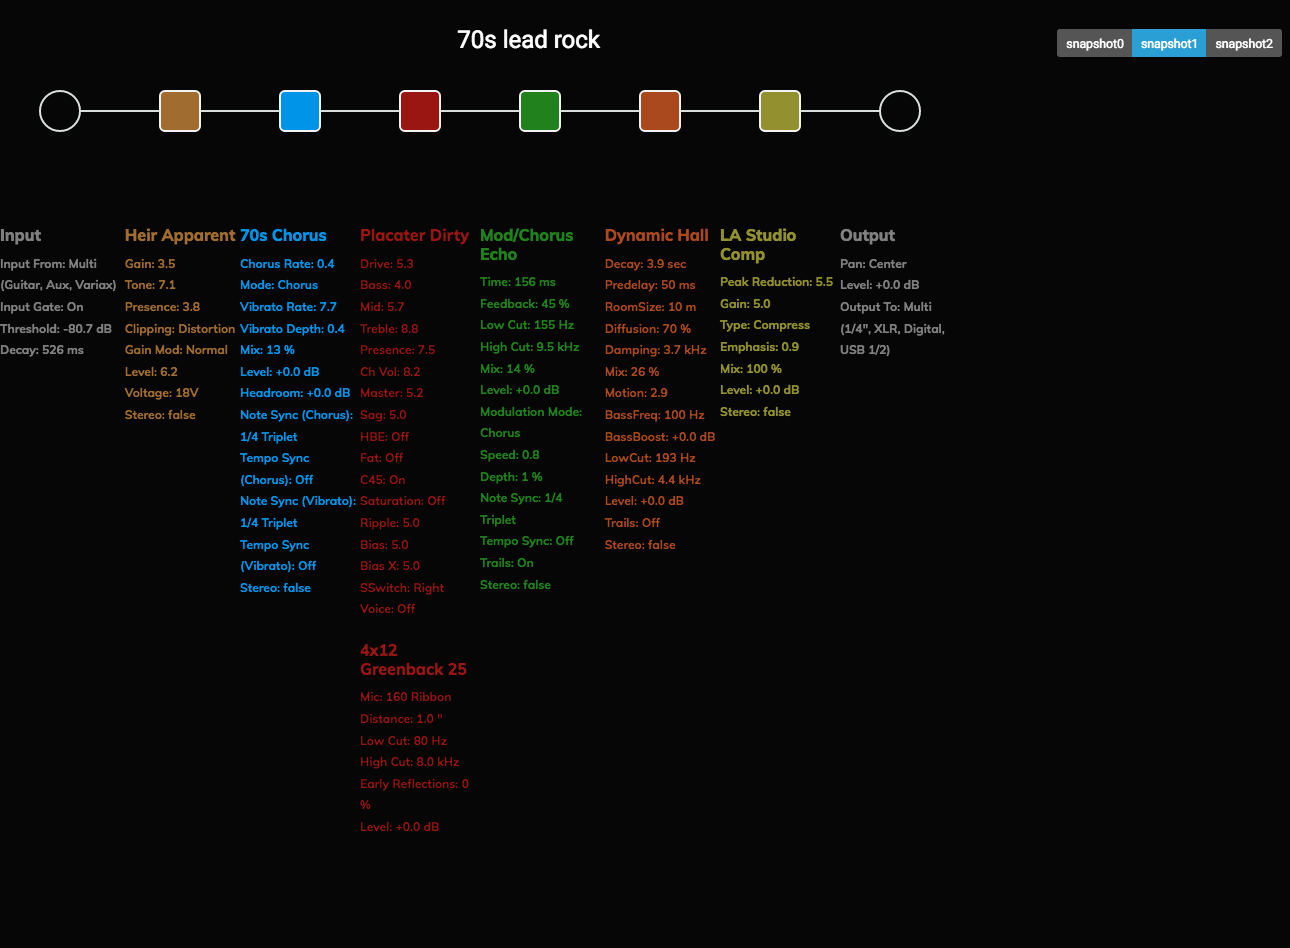 70s lead rock
snapshot0
snapshot1
snapshot2
Input
Input From: Multi
(Guitar, Aux, Variax)
Input Gate: On
Threshold: -80.7 dB
Decay: 526 ms
Heir Apparent
Gain: 3.5
Tone: 7.1
Presence: 3.8
Clipping: Distortion
Gain Mod: Normal
Level: 6.2
Voltage: 18V
Stereo: false
70s Chorus
Chorus Rate: 0.4
Mode: Chorus
Vibrato Rate: 7.7
Vibrato Depth: 0.4
Mix: 13 %
Level: +0.0 dB
Headroom: +0.0 dB
Note Sync (Chorus):
1/4 Triplet
Tempo Sync
(Chorus): Off
Note Sync (Vibrato):
1/4 Triplet
Tempo Sync
(Vibrato): Off
Stereo: false
Placater Dirty
Drive: 5.3
Bass: 4.0
Mid: 5.7
Treble: 8.8
Presence: 7.5
Ch Vol: 8.2
Master: 5.2
Sag: 5.0
HBE: Off
Fat: Off
C45: On
Saturation: Off
Ripple: 5.0
Bias: 5.0
Bias X: 5.0
SSwitch: Right
Voice: Off
4x12
Greenback 25
Mic: 160 Ribbon
Distance: 1.0 "
Low Cut: 80 Hz
High Cut: 8.0 kHz
Early Reflections: 0
%
Level: +0.0 dB
Mod/Chorus
Echo
Time: 156 ms
Feedback: 45 %
Low Cut: 155 Hz
High Cut: 9.5 kHz
Mix: 14 %
Level: +0.0 dB
Modulation Mode:
Chorus
Speed: 0.8
Depth: 1 %
Note Sync: 1/4
Triplet
Tempo Sync: Off
Trails: On
Stereo: false
Dynamic Hall
Decay: 3.9 sec
Predelay: 50 ms
RoomSize: 10 m
Diffusion: 70 %
Damping: 3.7 kHz
Mix: 26 %
Motion: 2.9
BassFreq: 100 Hz
BassBoost: +0.0 dB
LowCut: 193 Hz
HighCut: 4.4 kHz
Level: +0.0 dB
Trails: Off
Stereo: false
LA Studio
Comp
Peak Reduction: 5.5
Gain: 5.0
Type: Compress
Emphasis: 0.9
Mix: 100 %
Level: +0.0 dB
Stereo: false
Output
Pan: Center
Level: +0.0 dB
Output To: Multi
(1/4", XLR, Digital,
USB 1/2)